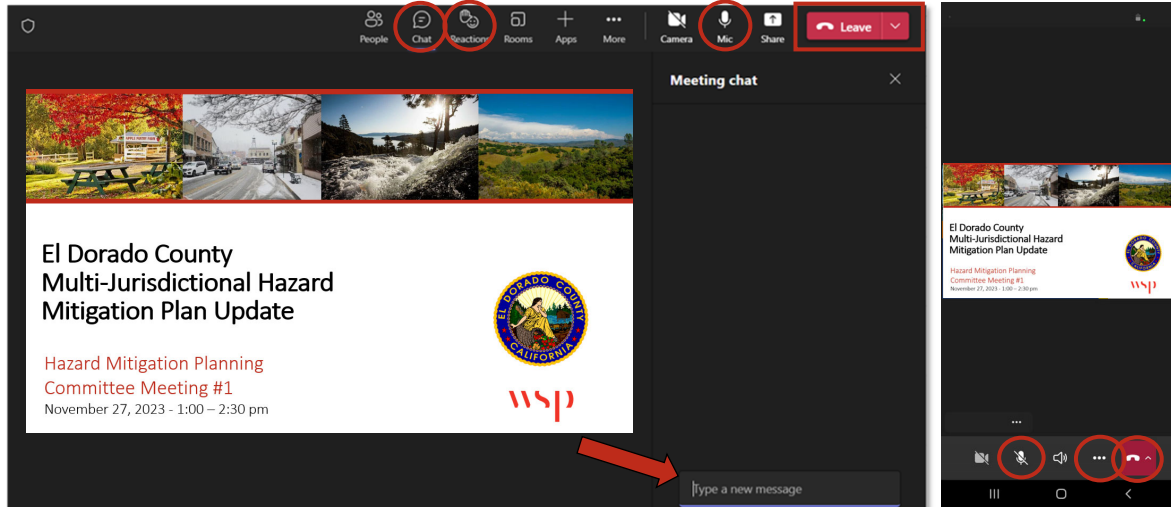 People
Chat
Reactions
Rooms
Apps
More
Camera
Mic
Share
Leave
Meeting chat
El Dorado County
Multi-Jurisdictional Hazard
Mitigation Plan Update
Hazard Mitigation Planning
Committee Meeting #1
November 27, 2023 - 1:00 – 2:30 pm
EL DORADO COUNTY
CALIFORNIA
wsp
Type a new message
El Dorado County
Multi-Jurisdictional Hazard
Mitigation Plan Update
Hazard Mitigation Planning
Committee Meeting #1
November 27, 2023 - 1:00 – 2:30 pm
wsp